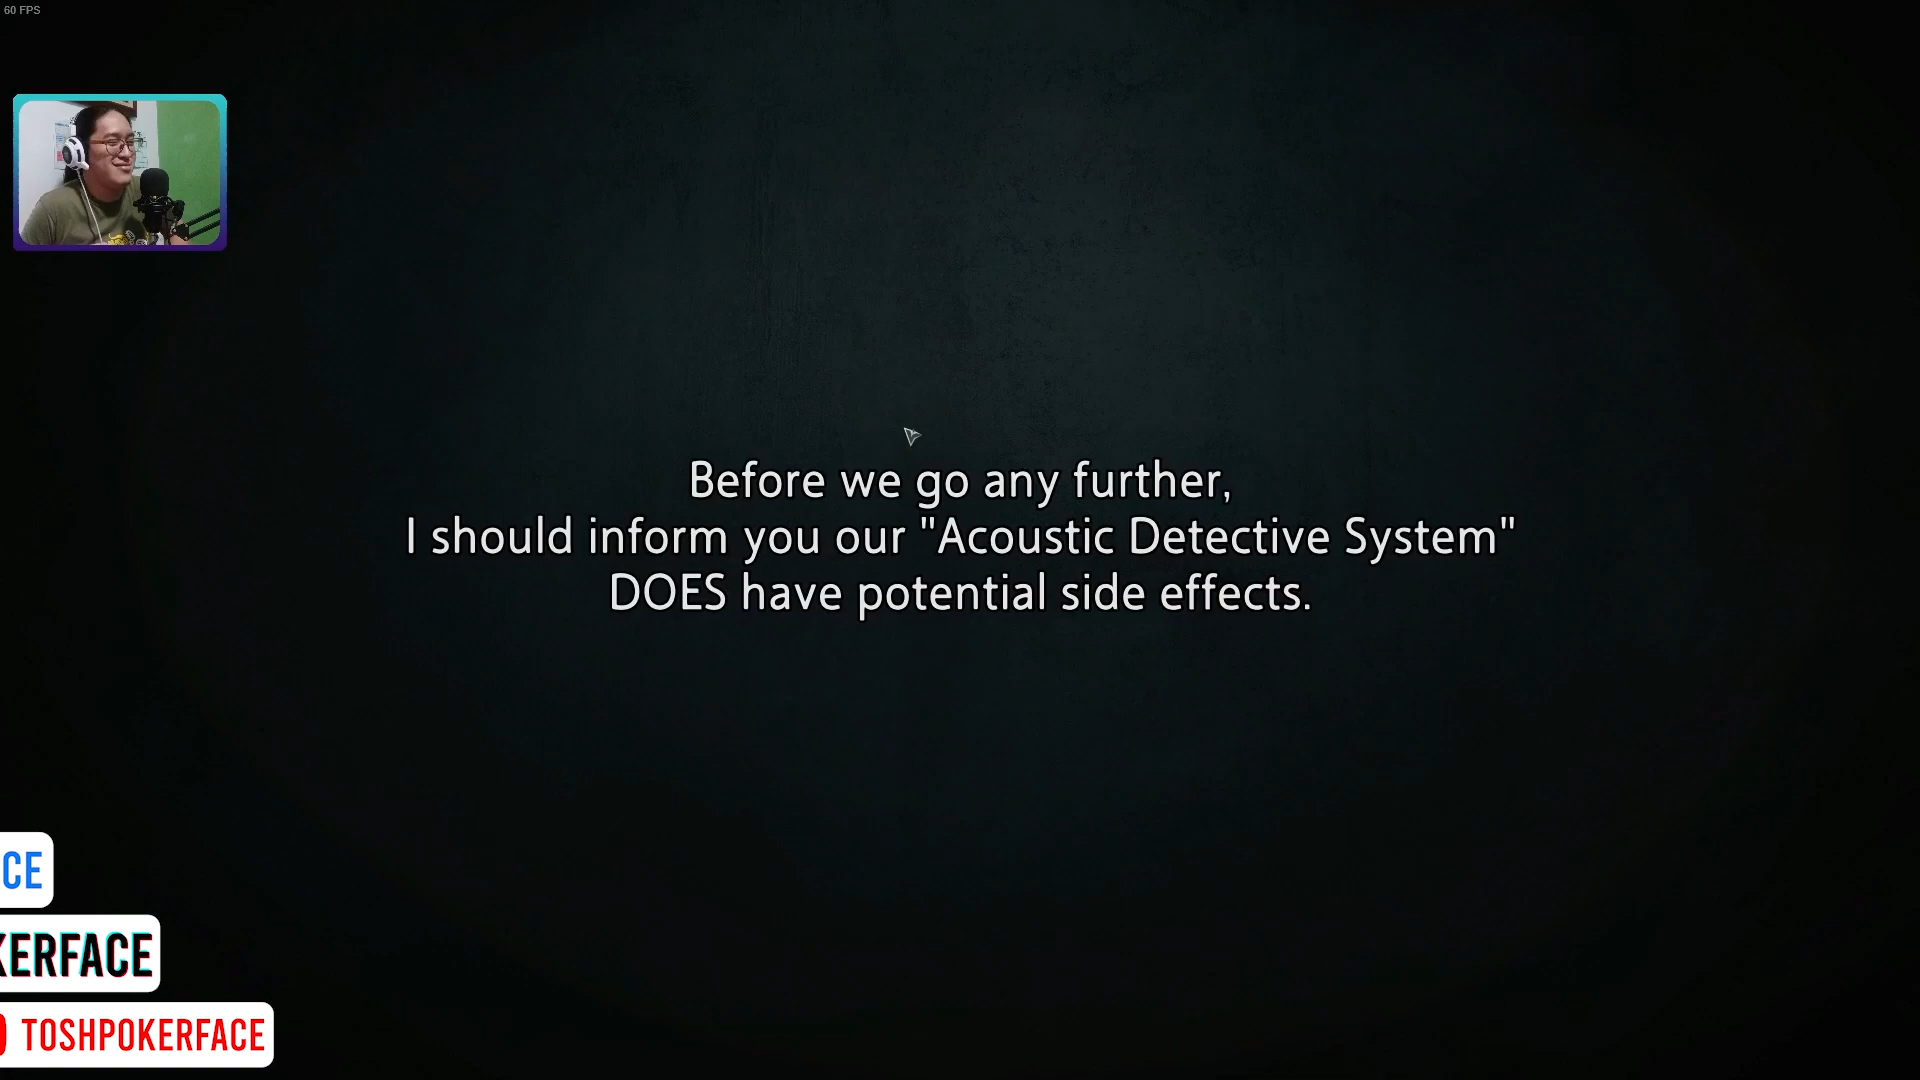 60 FPS
Before we go any further,
I should inform you our "Acoustic Detective System"
DOES have potential side effects.
CE
KERFACE
TOSHPOKERFACE